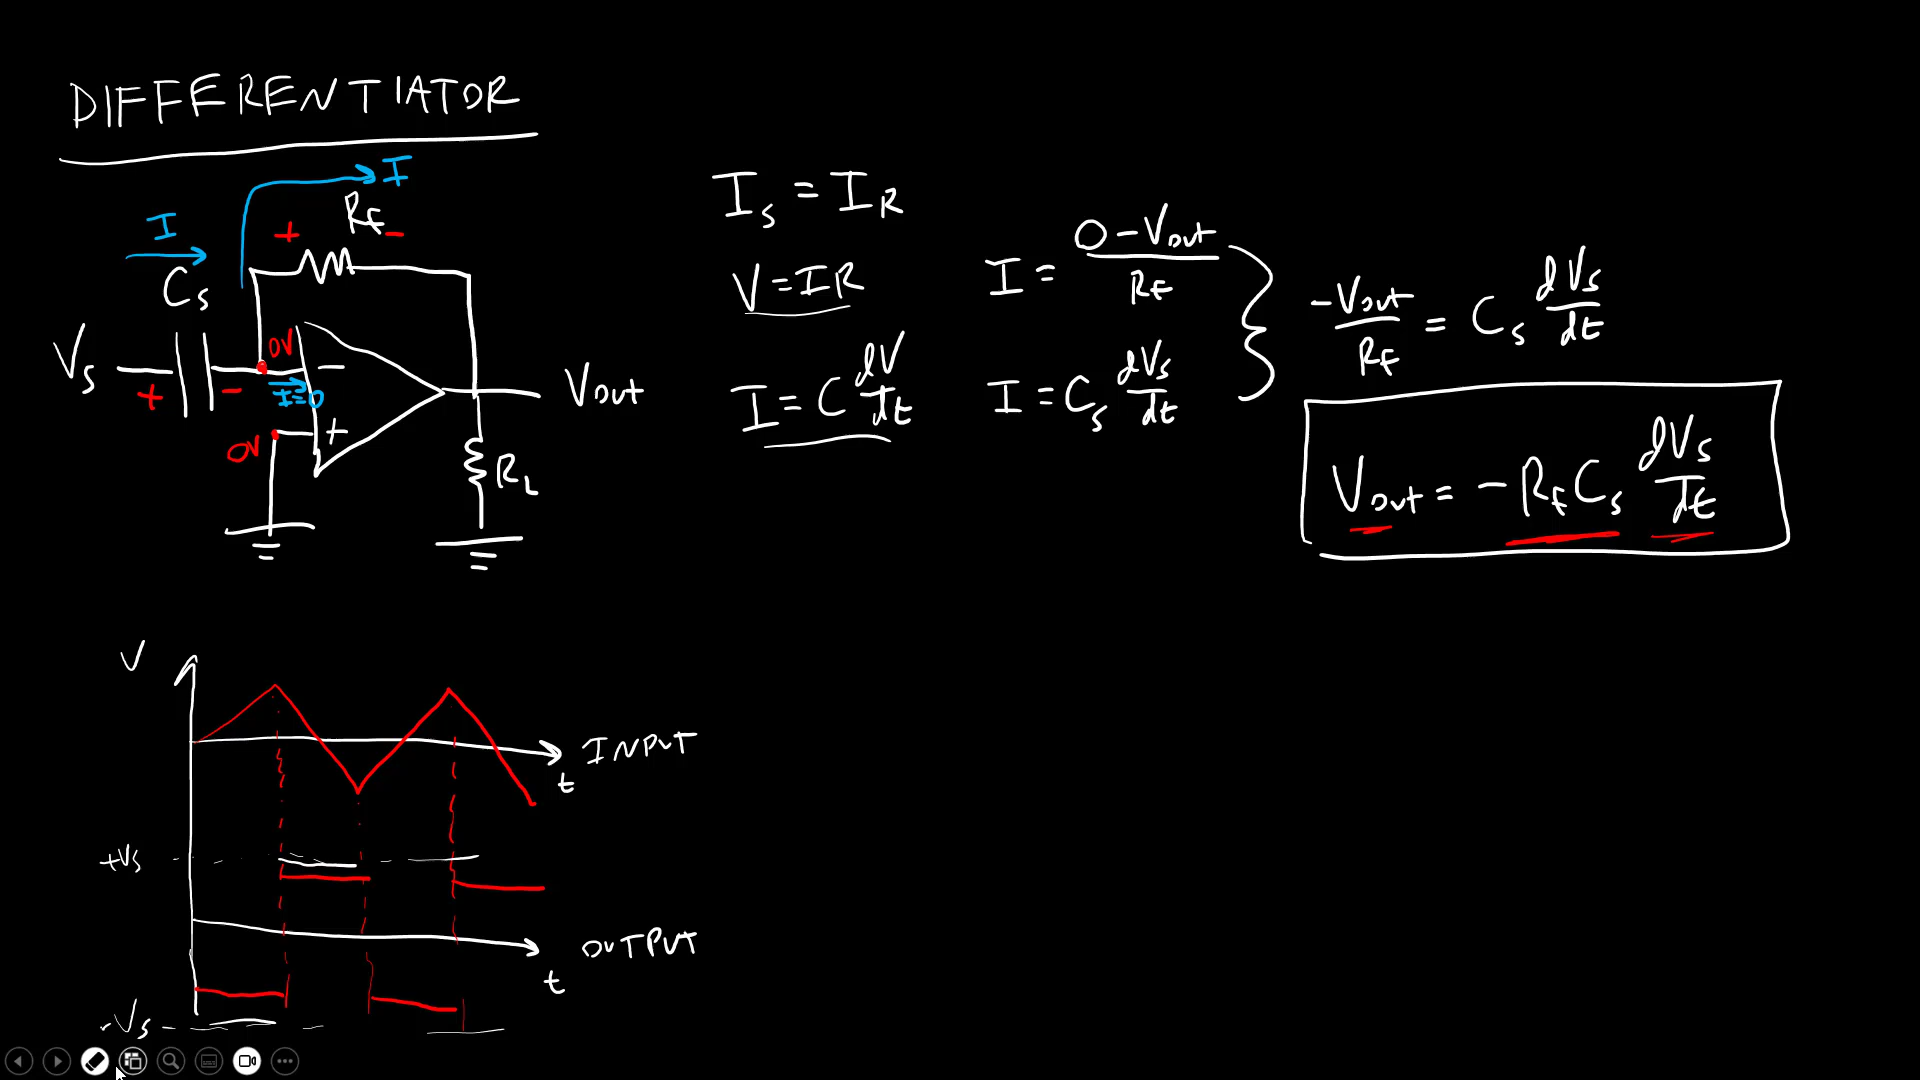 DIFFERENTIATOR
I
Rf
+ -
I
Cs
Vs
+ -
0V
I=0
-
+
0V
Vout
RL
Is = IR
V = IR
I = C dV/dt
I = 0 - Vout / RF
I = Cs dVs/dt
-Vout/RF = Cs dVs/dt
Vout = - RfCs dVs/dt
V
INPUT
t
+Vs
OUTPUT
t
-Vs